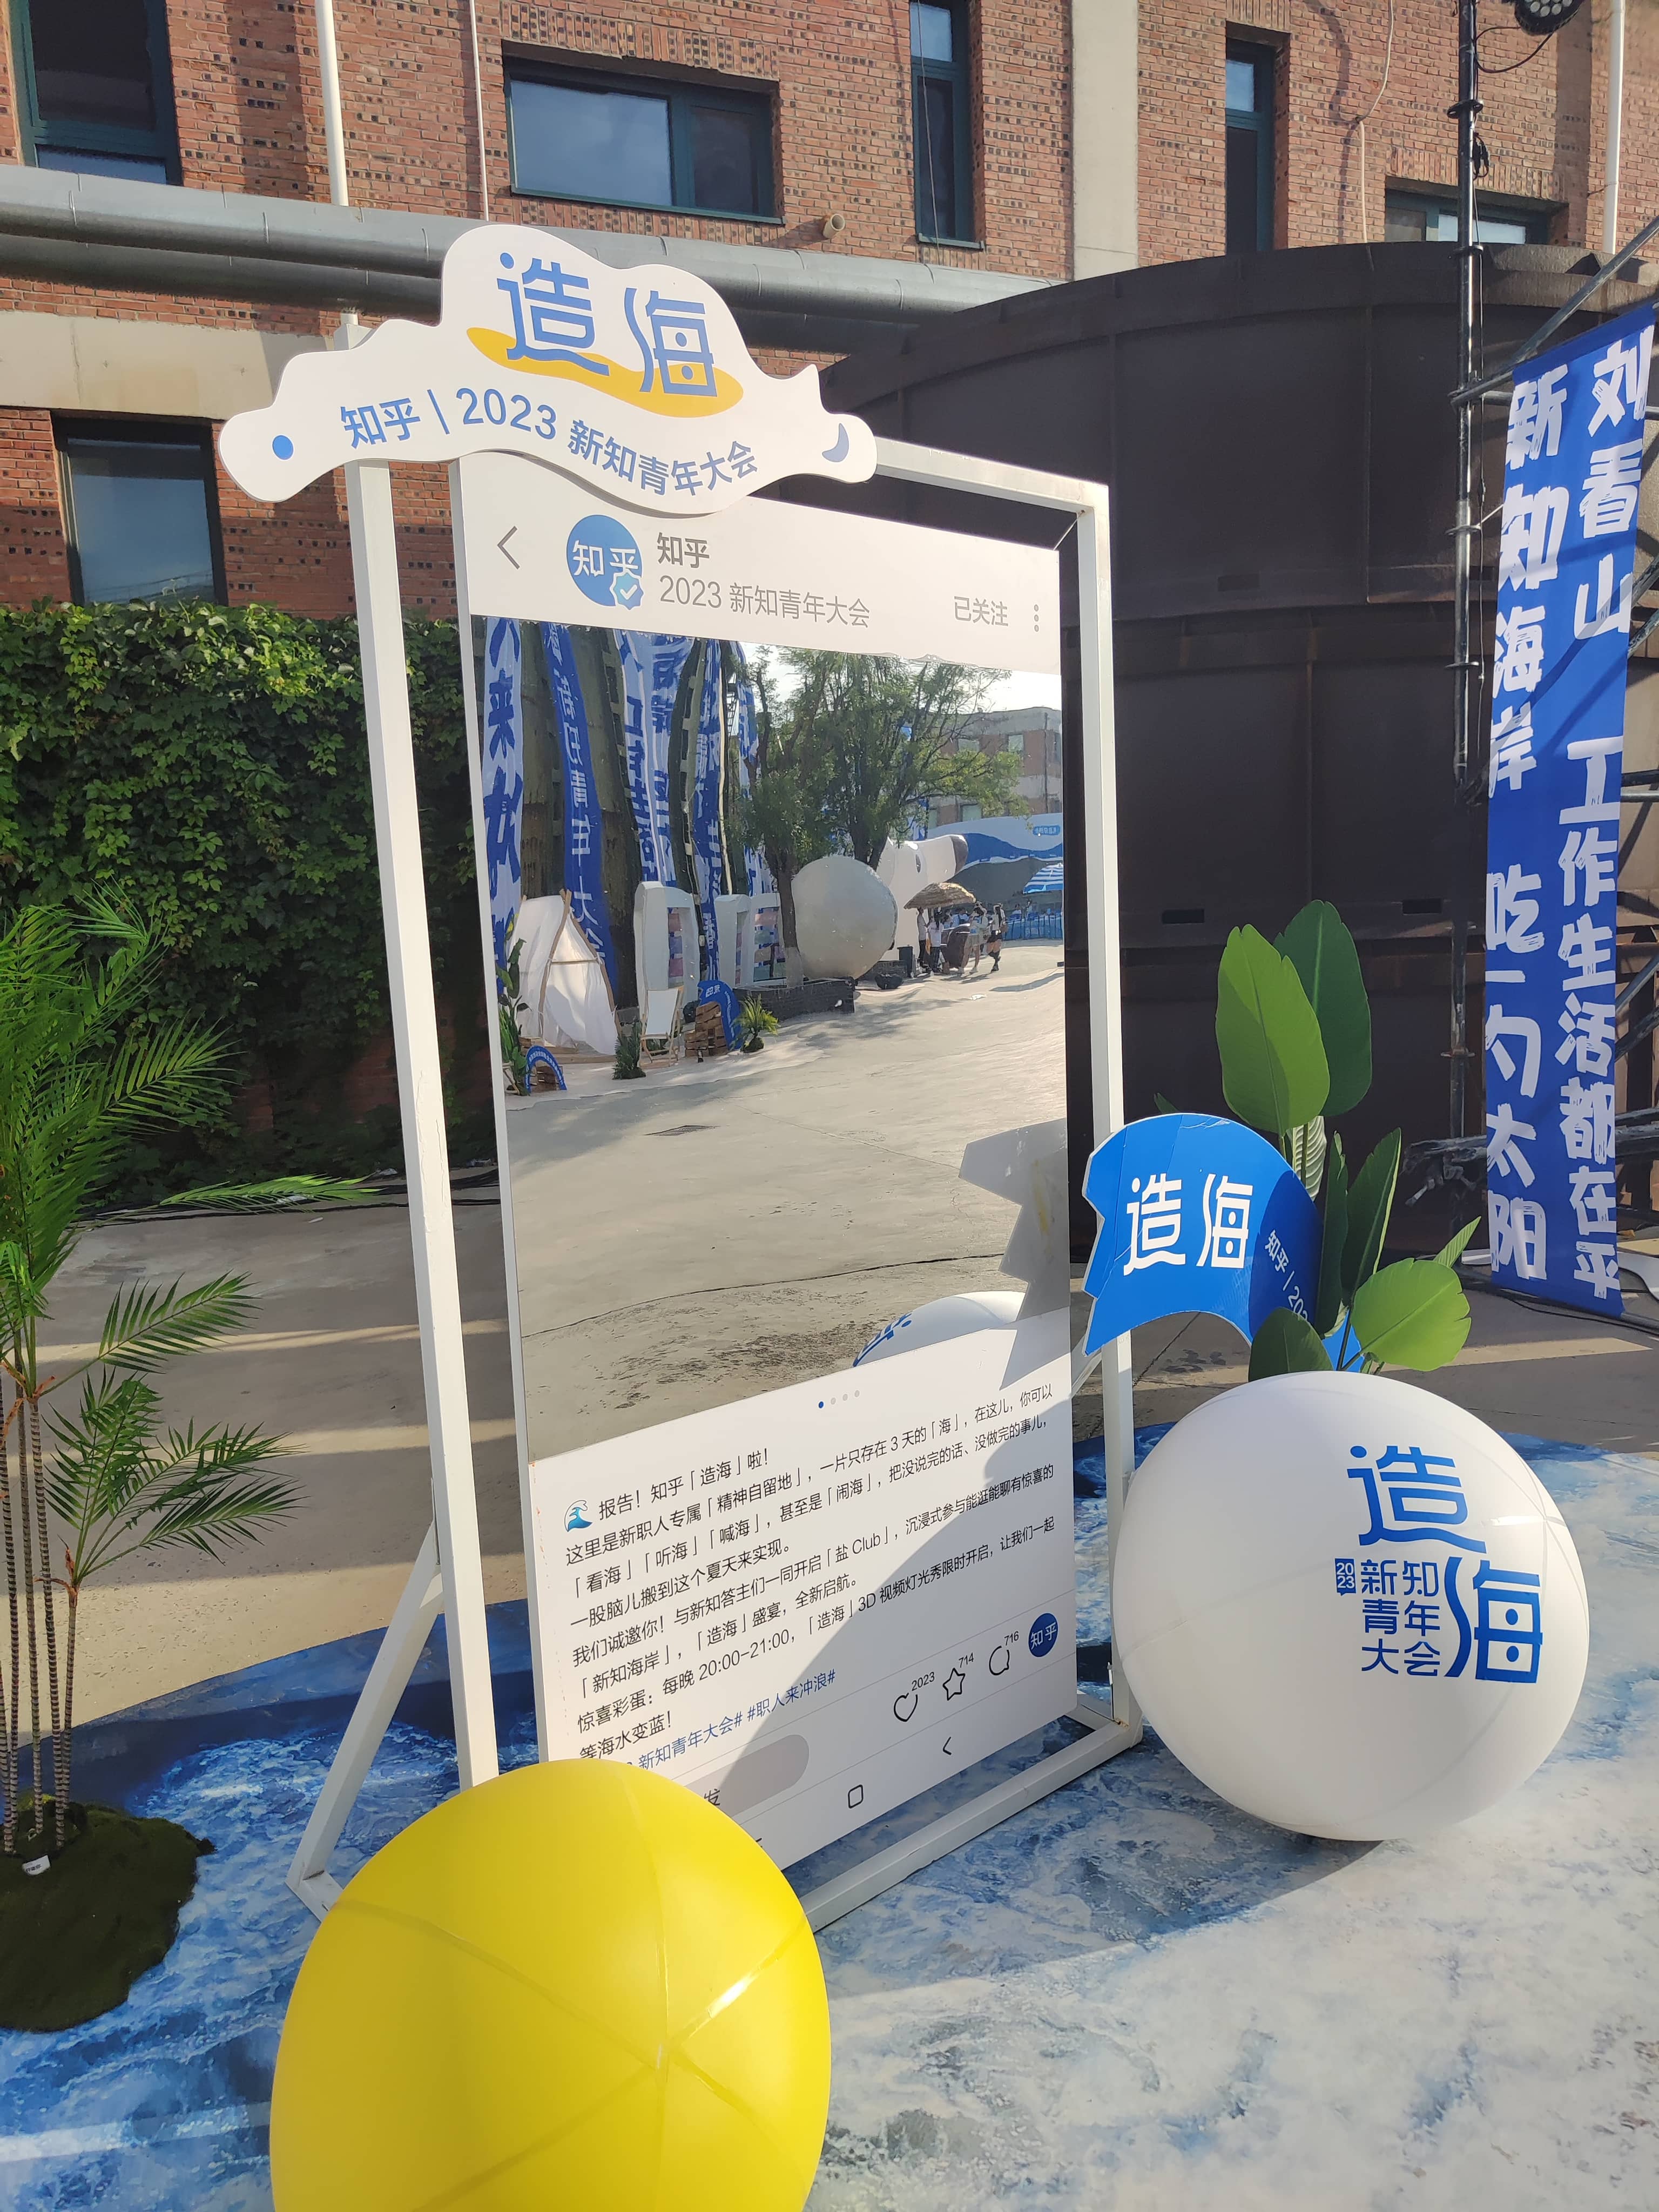 造海
知乎 | 2023 新知青年大会
知乎
知乎
2023 新知青年大会
已关注
报告！知乎「造海」啦！
这里是新职人专属「精神自留地」，一片只存在 3 天的「海」，在这儿，你可以
「看海」「听海」「喊海」，甚至是「闹海」，把没说完的话、没做完的事儿，
一股脑儿搬到这个夏天来实现。
我们诚邀你！与新知答主们一同开启「盐 Club」，沉浸式参与能逛能聊有惊喜的
「新知海岸」，「造海」盛宴，全新启航。
惊喜彩蛋：每晚 20:00-21:00，「造海」3D 视频灯光秀限时开启，让我们一起
等海水变蓝！
新知青年大会# #职人来冲浪#
发
2023
714
716
知乎
造海
知乎 | 202
造海
2023
新知
青年
大会
刘看山 工作生活都在乎
新知海岸 吃一勺太阳